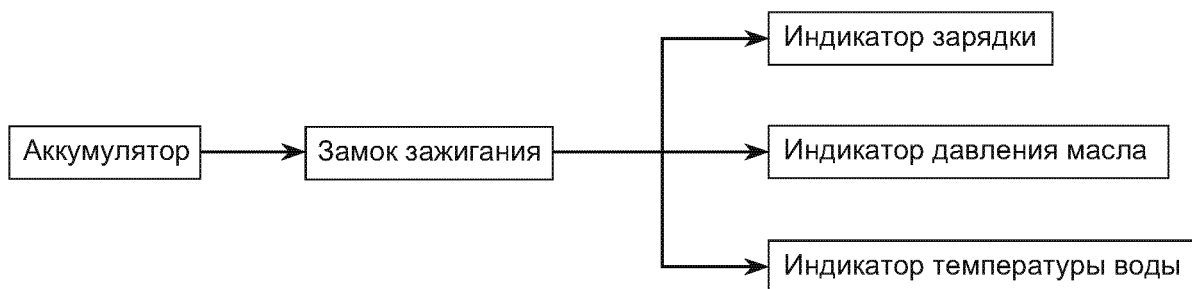 Индикатор зарядки
Аккумулятор
Замок зажигания
Индикатор давления масла
Индикатор температуры воды